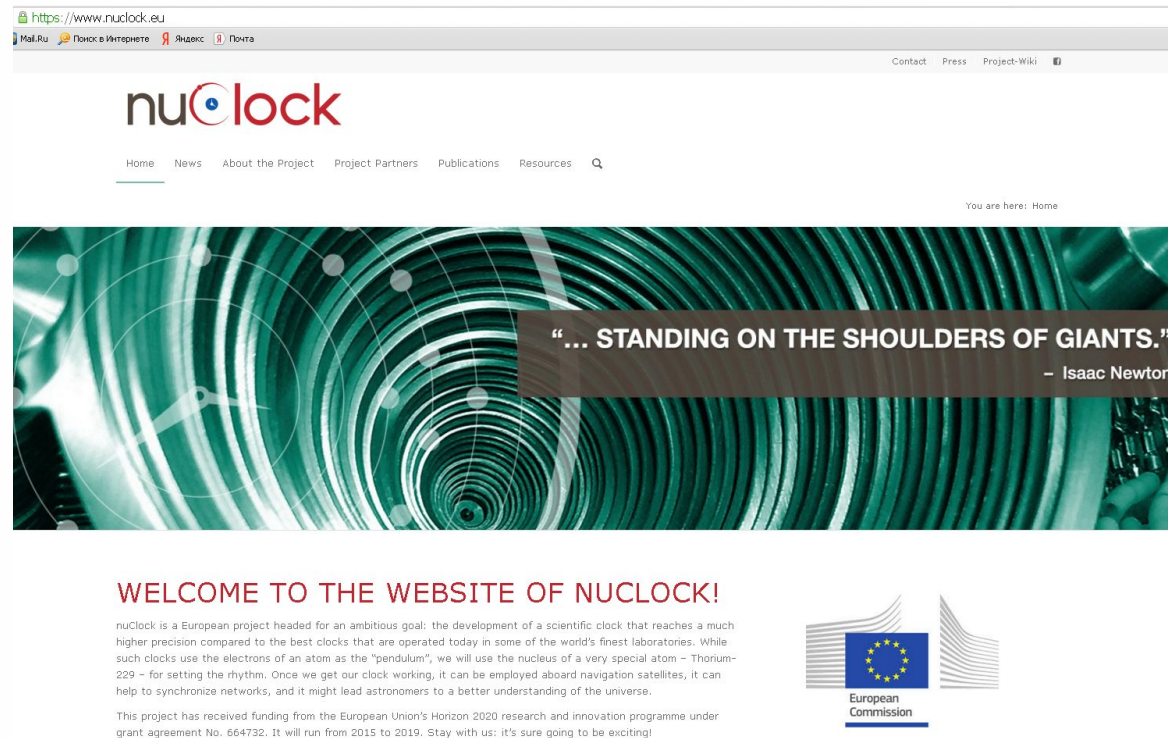 https://www.nuclock.eu
Mail.Ru Поиск в Интернете Яндекс Почта
Contact Press Project-Wiki
nuClock
Home News About the Project Project Partners Publications Resources
You are here: Home
“... STANDING ON THE SHOULDERS OF GIANTS.”
– Isaac Newton
WELCOME TO THE WEBSITE OF NUCLOCK!
nuClock is a European project headed for an ambitious goal: the development of a scientific clock that reaches a much
higher precision compared to the best clocks that are operated today in some of the world’s finest laboratories. While
such clocks use the electrons of an atom as the “pendulum”, we will use the nucleus of a very special atom – Thorium-
229 – for setting the rhythm. Once we get our clock working, it can be employed aboard navigation satellites, it can
help to synchronize networks, and it might lead astronomers to a better understanding of the universe.
This project has received funding from the European Union’s Horizon 2020 research and innovation programme under
grant agreement No. 664732. It will run from 2015 to 2019. Stay with us: it’s sure going to be exciting!
European
Commission